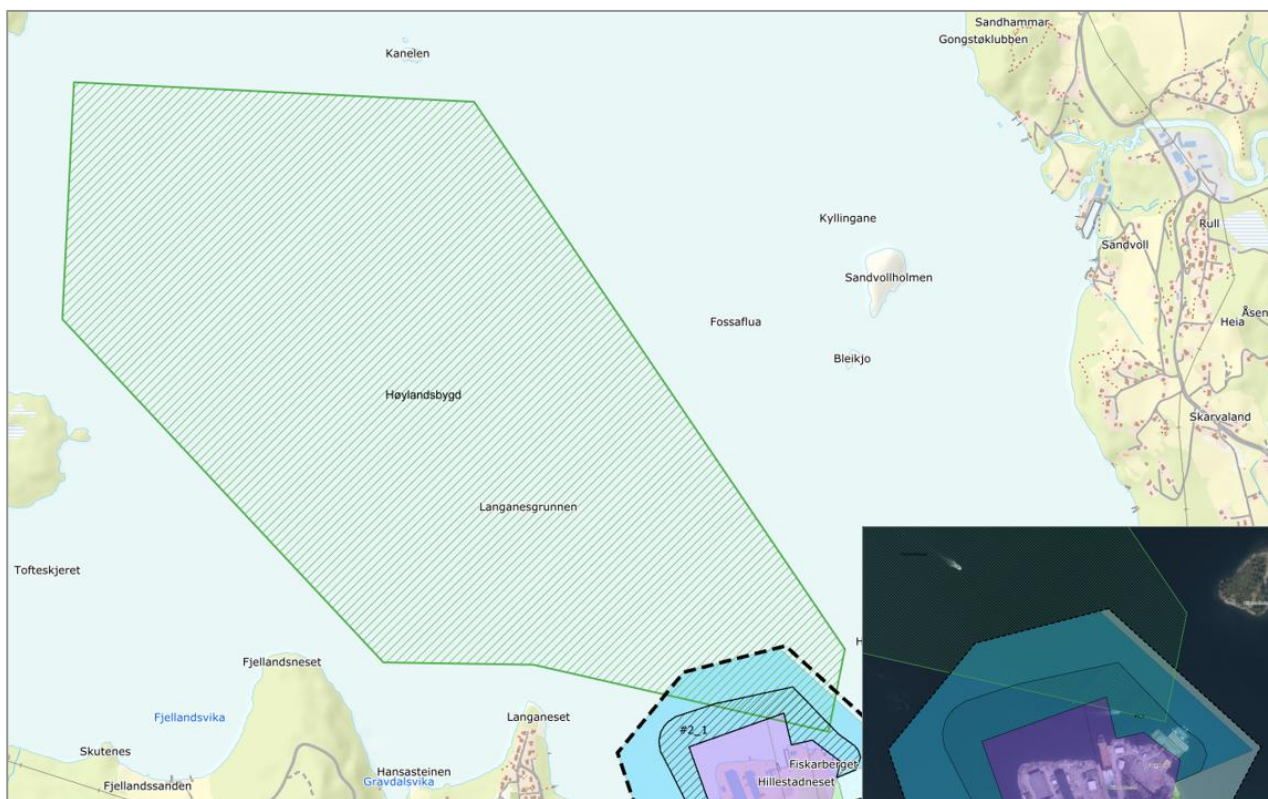 Sandhammar
Gongstøklubben
Kanelen
Kyllingane
Rull
Sandvoll
Sandvollholmen
Fossaflua
Heia
Åsen
Bleikjo
Høylandsbygd
Skarvaland
Langanesgrunnen
Tofteskjeret
H
Fjellandsneset
Fjellandsvika
Langaneset
#2_1
Skutenes
Fiskarberget
Hansasteinen
Hillestadneset
Gravdalsvika
Fjellandssanden